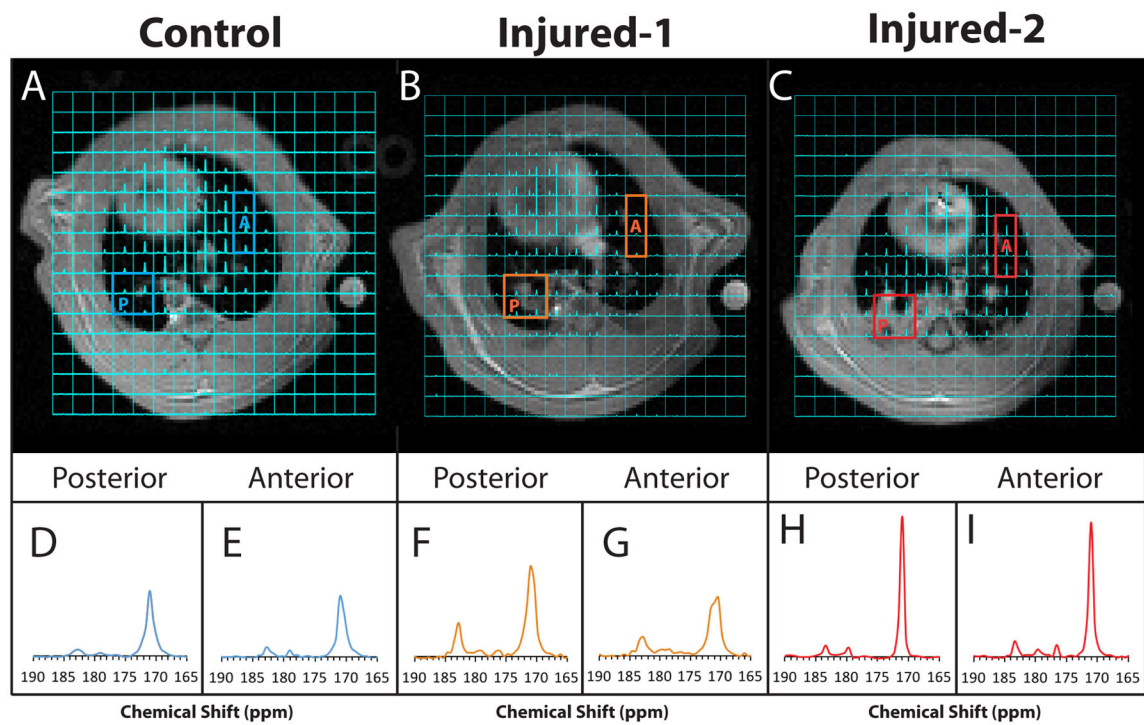 Control Injured-1 Injured-2
A B C
A A A
P P P
Posterior Anterior Posterior Anterior Posterior Anterior
D E F G H I
190 185 180 175 170 165 190 185 180 175 170 165 190 185 180 175 170 165 190 185 180 175 170 165 190 185 180 175 170 165 190 185 180 175 170 165
Chemical Shift (ppm) Chemical Shift (ppm) Chemical Shift (ppm)